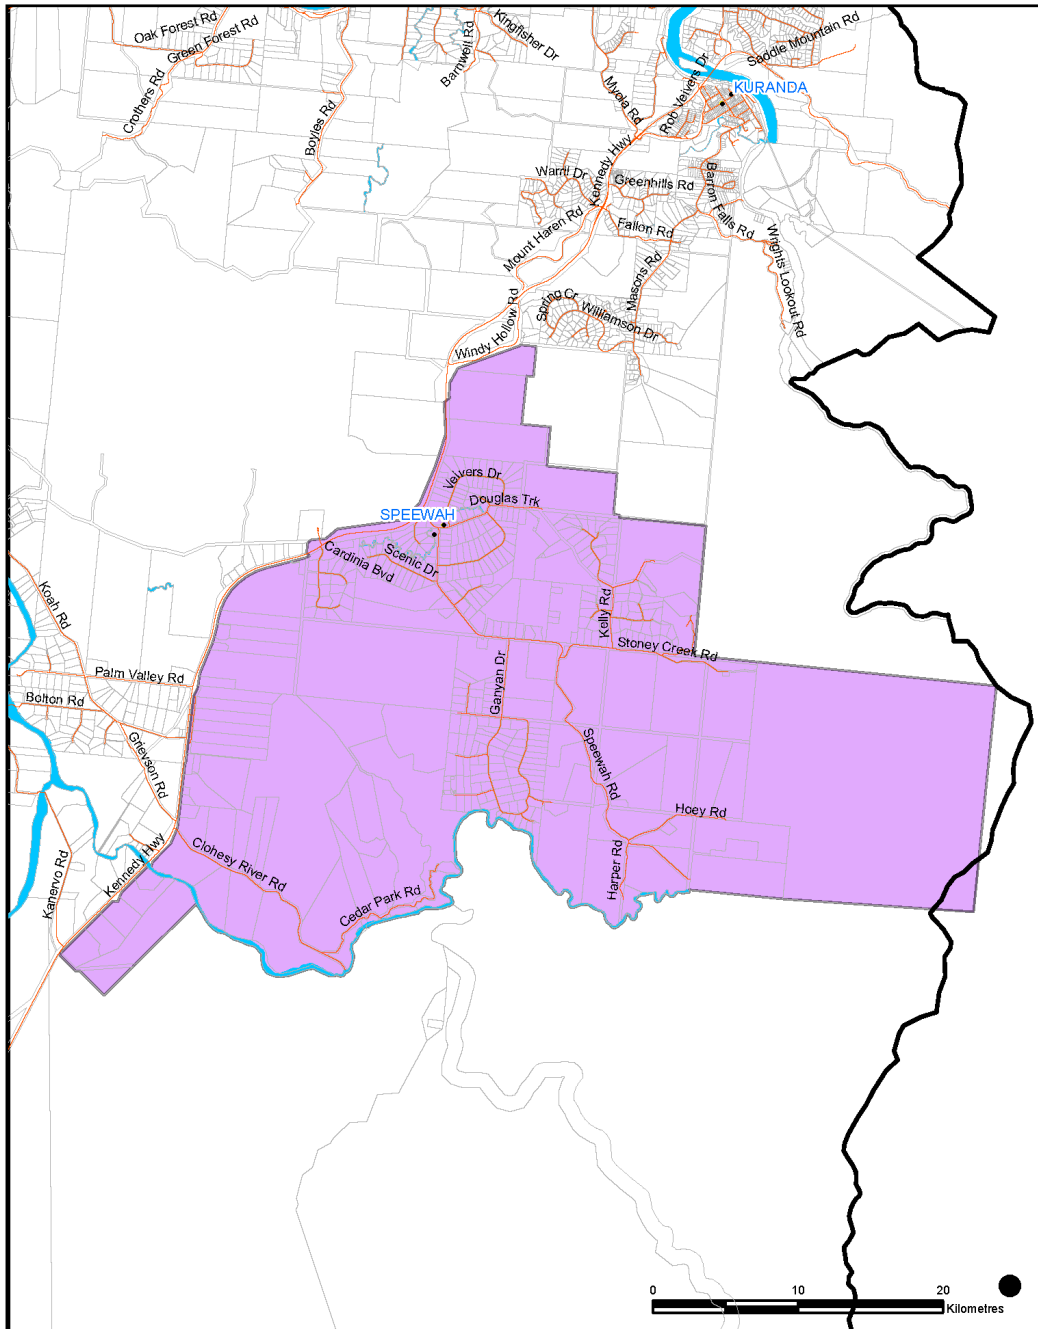 Oak Forest Rd
Green Forest Rd
Kingfisher Dr
Barnwell Rd
Saddle Mountain Rd
Crothers Rd
Boyles Rd
Myola Rd
Rob Veivers Dr
KURANDA
Kennedy Hwy
Warril Dr
Greenhills Rd
Barron Falls Rd
Mount Haren Rd
Fallon Rd
Wrights Lookout Rd
Masons Rd
Spring Cr
Williamson Dr
Windy Hollow Rd
Veivers Dr
Douglas Trk
SPEEWAH
Scenic Dr
Cardinia Bvd
Koah Rd
Kelly Rd
Stoney Creek Rd
Palm Valley Rd
Ganyan Dr
Bolton Rd
Grievson Rd
Speewah Rd
Hoey Rd
Kennedy Hwy
Clohesy River Rd
Harper Rd
Kanervo Rd
Cedar Park Rd
0 10 20
Kilometres